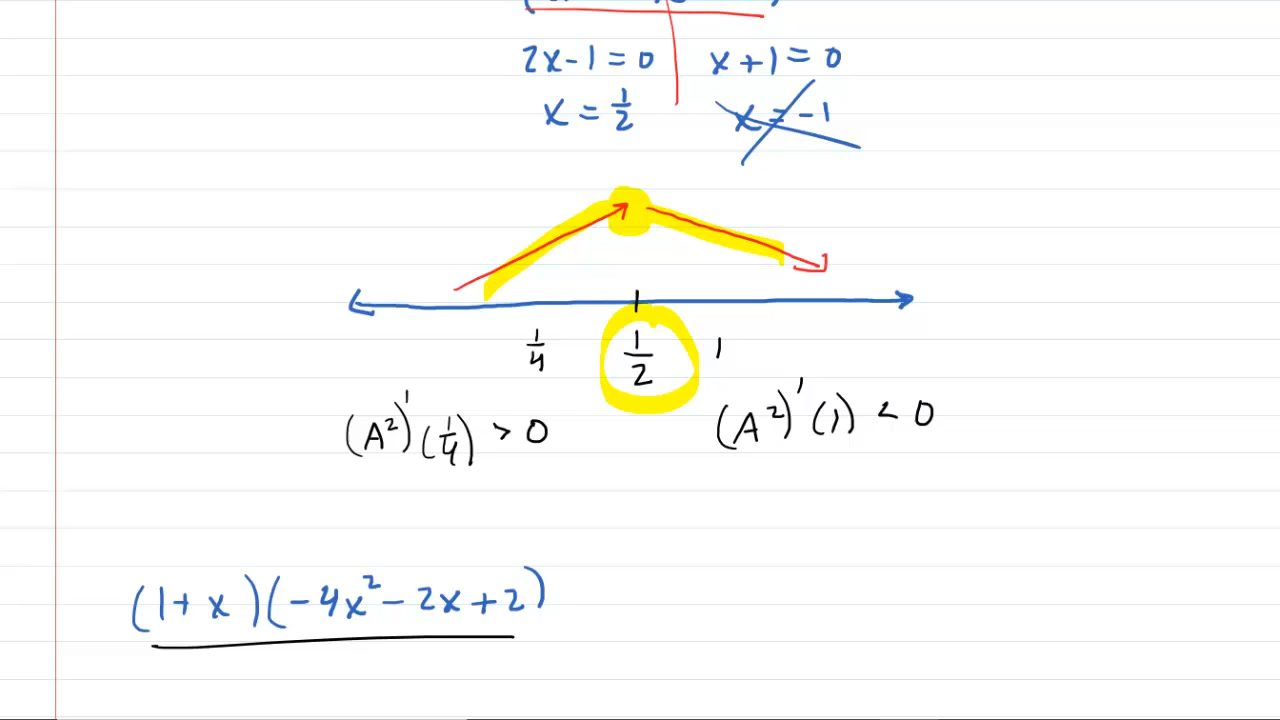 2x-1=0 x+1=0
x=1/2 x=-1
1/4 1/2 1
(A²)'(1/4) > 0 (A²)'(1) < 0
(1+x)(-4x²-2x+2)